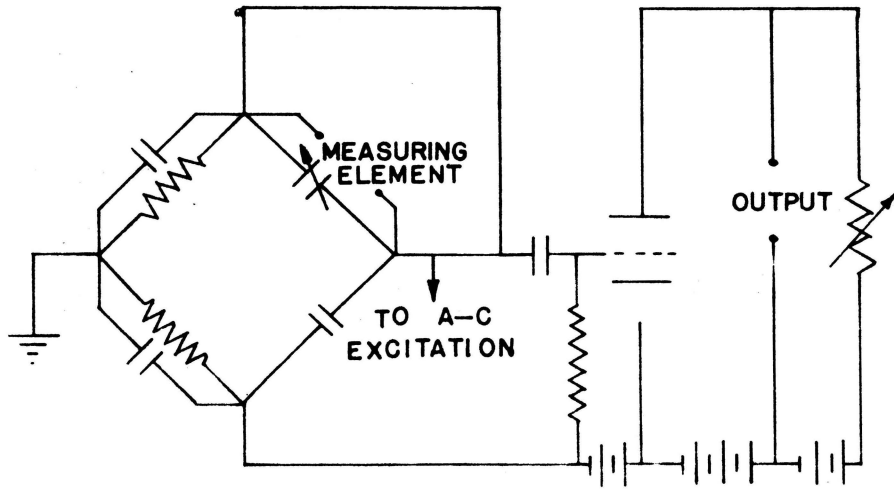 MEASURING
ELEMENT
OUTPUT
TO A-C
EXCITATION